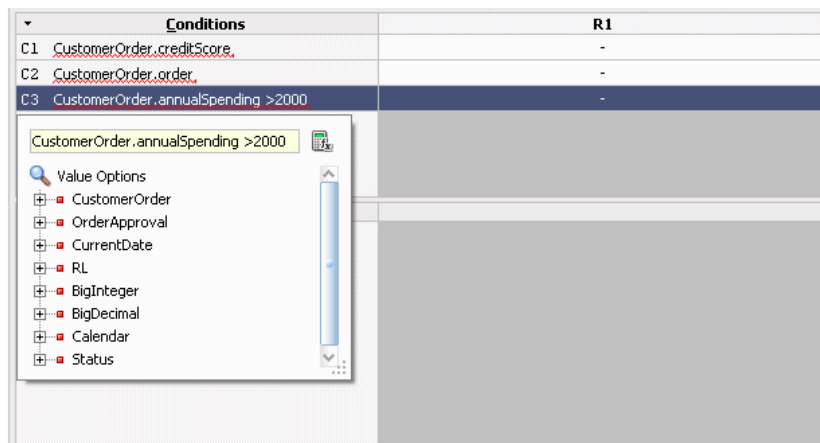 Conditions R1
C1 CustomerOrder.creditScore -
C2 CustomerOrder.order -
C3 CustomerOrder.annualSpending >2000 -
CustomerOrder.annualSpending >2000
Value Options
CustomerOrder
OrderApproval
CurrentDate
RL
BigInteger
BigDecimal
Calendar
Status